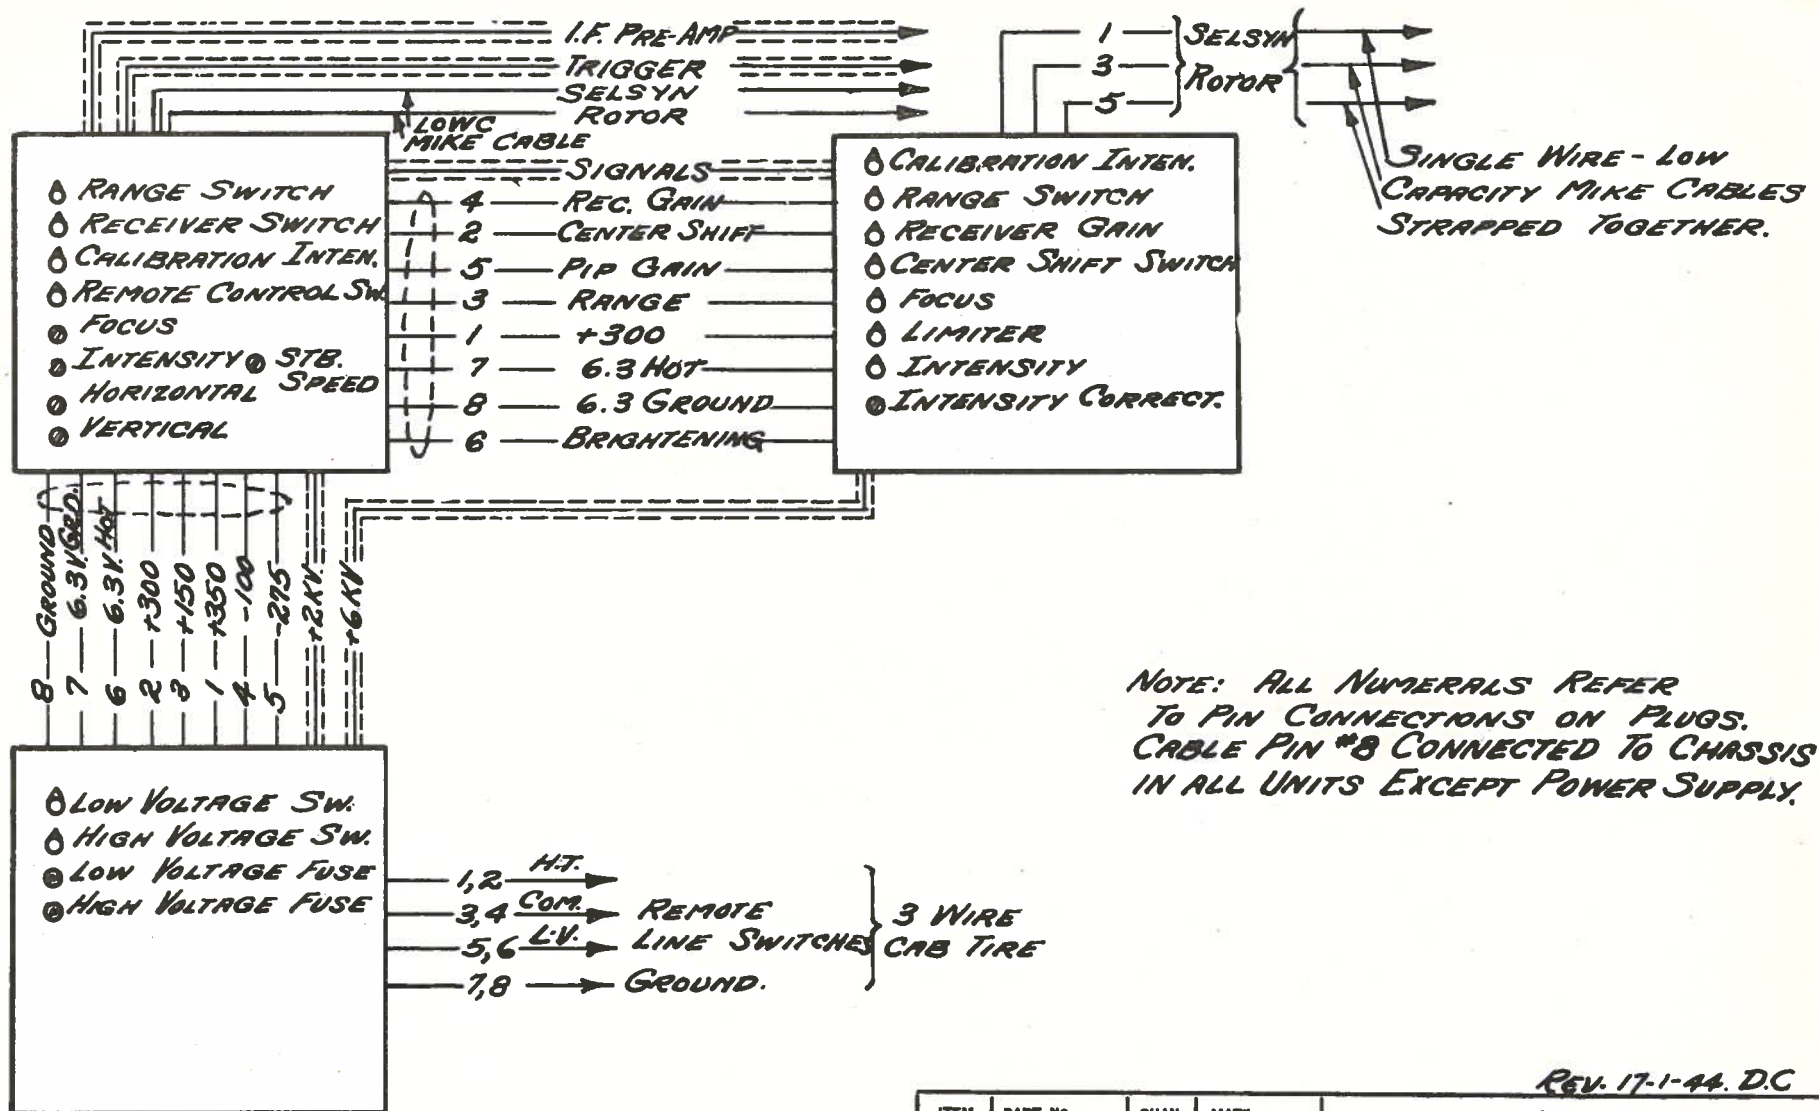 I.F. PRE-AMP
TRIGGER
SELSYN
ROTOR
LOWC
MIKE CABLE
1
3
5
SELSYN
ROTOR
SINGLE WIRE - LOW
CAPACITY MIKE CABLES
STRAPPED TOGETHER.
RANGE SWITCH
RECEIVER SWITCH
CALIBRATION INTEN.
REMOTE CONTROL SW.
FOCUS
INTENSITY STB.
SPEED
HORIZONTAL
VERTICAL
SIGNALS
4 REC. GAIN
2 CENTER SHIFT
5 PIP GAIN
3 RANGE
1 +300
7 6.3 HOT
8 6.3 GROUND
6 BRIGHTENING
CALIBRATION INTEN.
RANGE SWITCH
RECEIVER GAIN
CENTER SHIFT SWITCH
FOCUS
LIMITER
INTENSITY
INTENSITY CORRECT.
8 GROUND
7 6.3V. GRD.
6 6.3V. HOT
2 +300
3 +150
1 +350
4 -100
5 -275
+2KV.
+6KV.
NOTE: ALL NUMERALS REFER
TO PIN CONNECTIONS ON PLUGS.
CABLE PIN #8 CONNECTED TO CHASSIS
IN ALL UNITS EXCEPT POWER SUPPLY.
LOW VOLTAGE SW.
HIGH VOLTAGE SW.
LOW VOLTAGE FUSE
HIGH VOLTAGE FUSE
1,2 H.T.
3,4 COM. REMOTE
5,6 L.V. LINE SWITCHES
7,8 GROUND.
3 WIRE
CAB TIRE
REV. 17-1-44. D.C